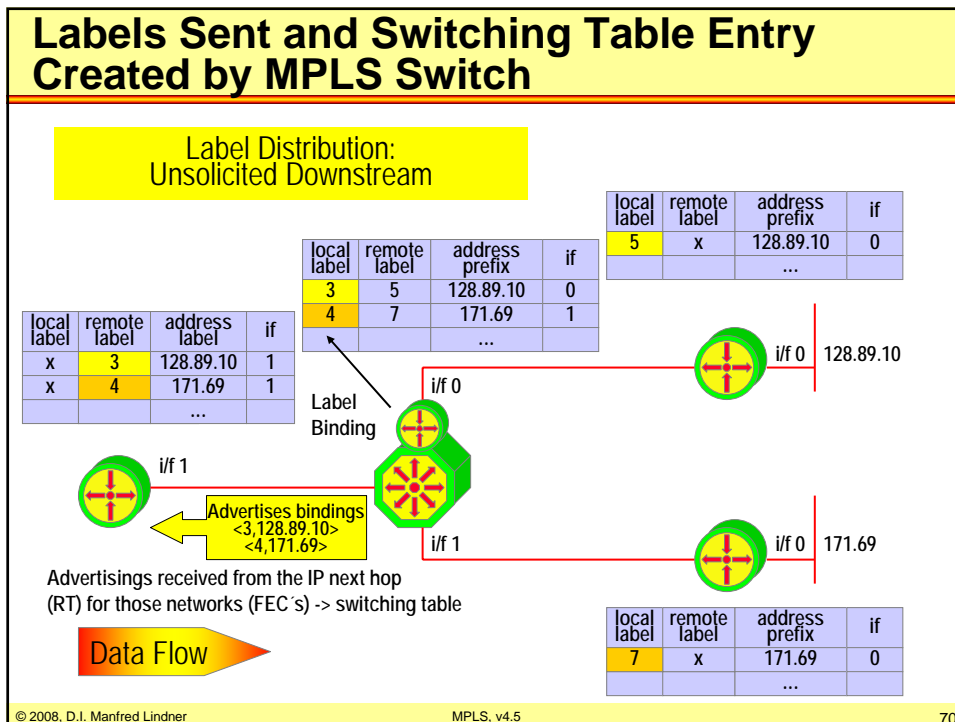 Labels Sent and Switching Table Entry
Created by MPLS Switch
Label Distribution:
Unsolicited Downstream
local label remote label address prefix if
5 x 128.89.10 0
...
local label remote label address prefix if
3 5 128.89.10 0
4 7 171.69 1
...
local label remote label address label if
x 3 128.89.10 1
x 4 171.69 1
...
i/f 0 128.89.10
i/f 0
Label
Binding
i/f 1
Advertises bindings
<3,128.89.10>
<4,171.69>
i/f 1
i/f 0 171.69
Advertisings received from the IP next hop
(RT) for those networks (FEC´s) -> switching table
Data Flow
local label remote label address prefix if
7 x 171.69 0
...
© 2008, D.I. Manfred Lindner MPLS, v4.5 70